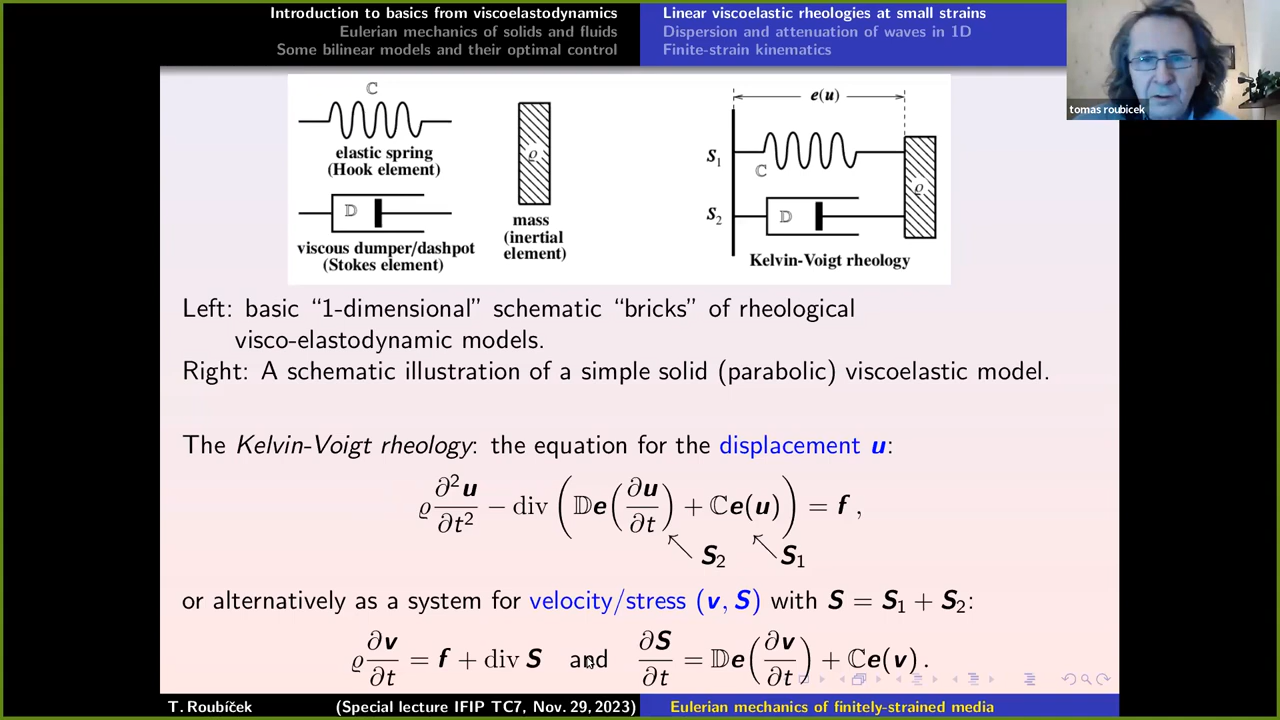 Introduction to basics from viscoelastodynamics
Eulerian mechanics of solids and fluids
Some bilinear models and their optimal control
Linear viscoelastic rheologies at small strains
Dispersion and attenuation of waves in 1D
Finite-strain kinematics
tomas roubicek
ℂ
elastic spring
(Hook element)
𝔻
viscous dumper/dashpot
(Stokes element)
ϱ
mass
(inertial
element)
e(u)
S₁
ℂ
S₂
𝔻
ϱ
Kelvin-Voigt rheology
Left: basic “1-dimensional” schematic “bricks” of rheological
visco-elastodynamic models.
Right: A schematic illustration of a simple solid (parabolic) viscoelastic model.
The Kelvin-Voigt rheology: the equation for the displacement u:
ϱ ∂²u/∂t² − div (𝔻e(∂u/∂t) + ℂe(u)) = f ,
S₂ S₁
or alternatively as a system for velocity/stress (v, S) with S = S₁ + S₂:
ϱ ∂v/∂t = f + div S and ∂S/∂t = 𝔻e(∂v/∂t) + ℂe(v) .
T. Roubíček (Special lecture IFIP TC7, Nov. 29, 2023) Eulerian mechanics of finitely-strained media